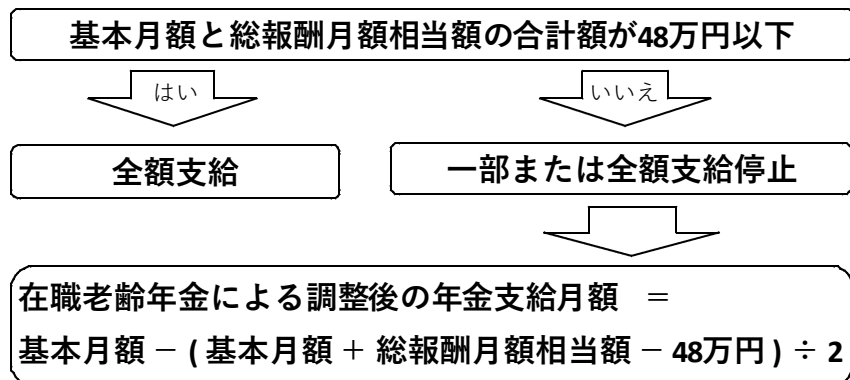 基本月額と総報酬月額相当額の合計額が48万円以下
はい
いいえ
全額支給
一部または全額支給停止
在職老齢年金による調整後の年金支給月額 ＝
基本月額 － ( 基本月額 ＋ 総報酬月額相当額 － 48万円 ) ÷ 2